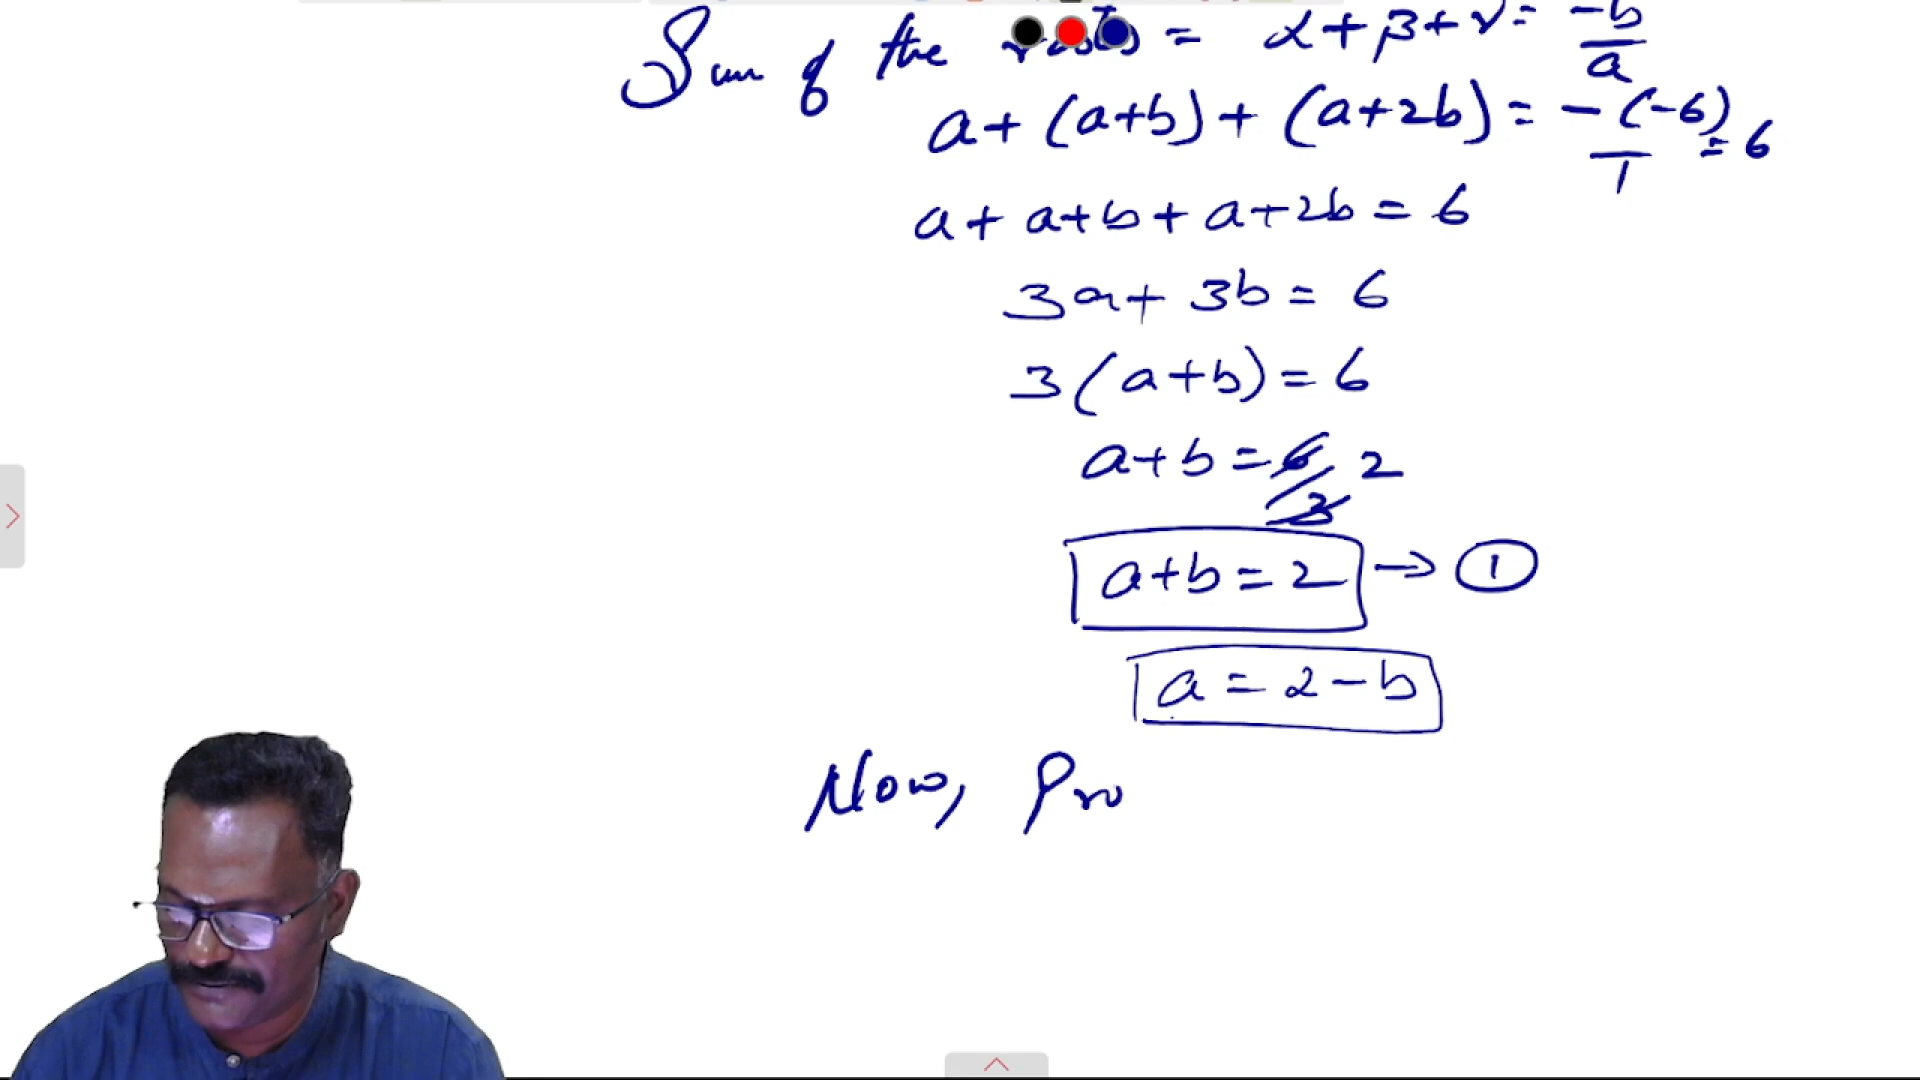 Sum of the roots = α+β+γ = -b/a
a+(a+b)+(a+2b) = -(-6)/1 = 6
a+a+b+a+2b = 6
3a+3b = 6
3(a+b) = 6
a+b = 6/3 2
a+b = 2 → 1
a = 2-b
Now, Pro